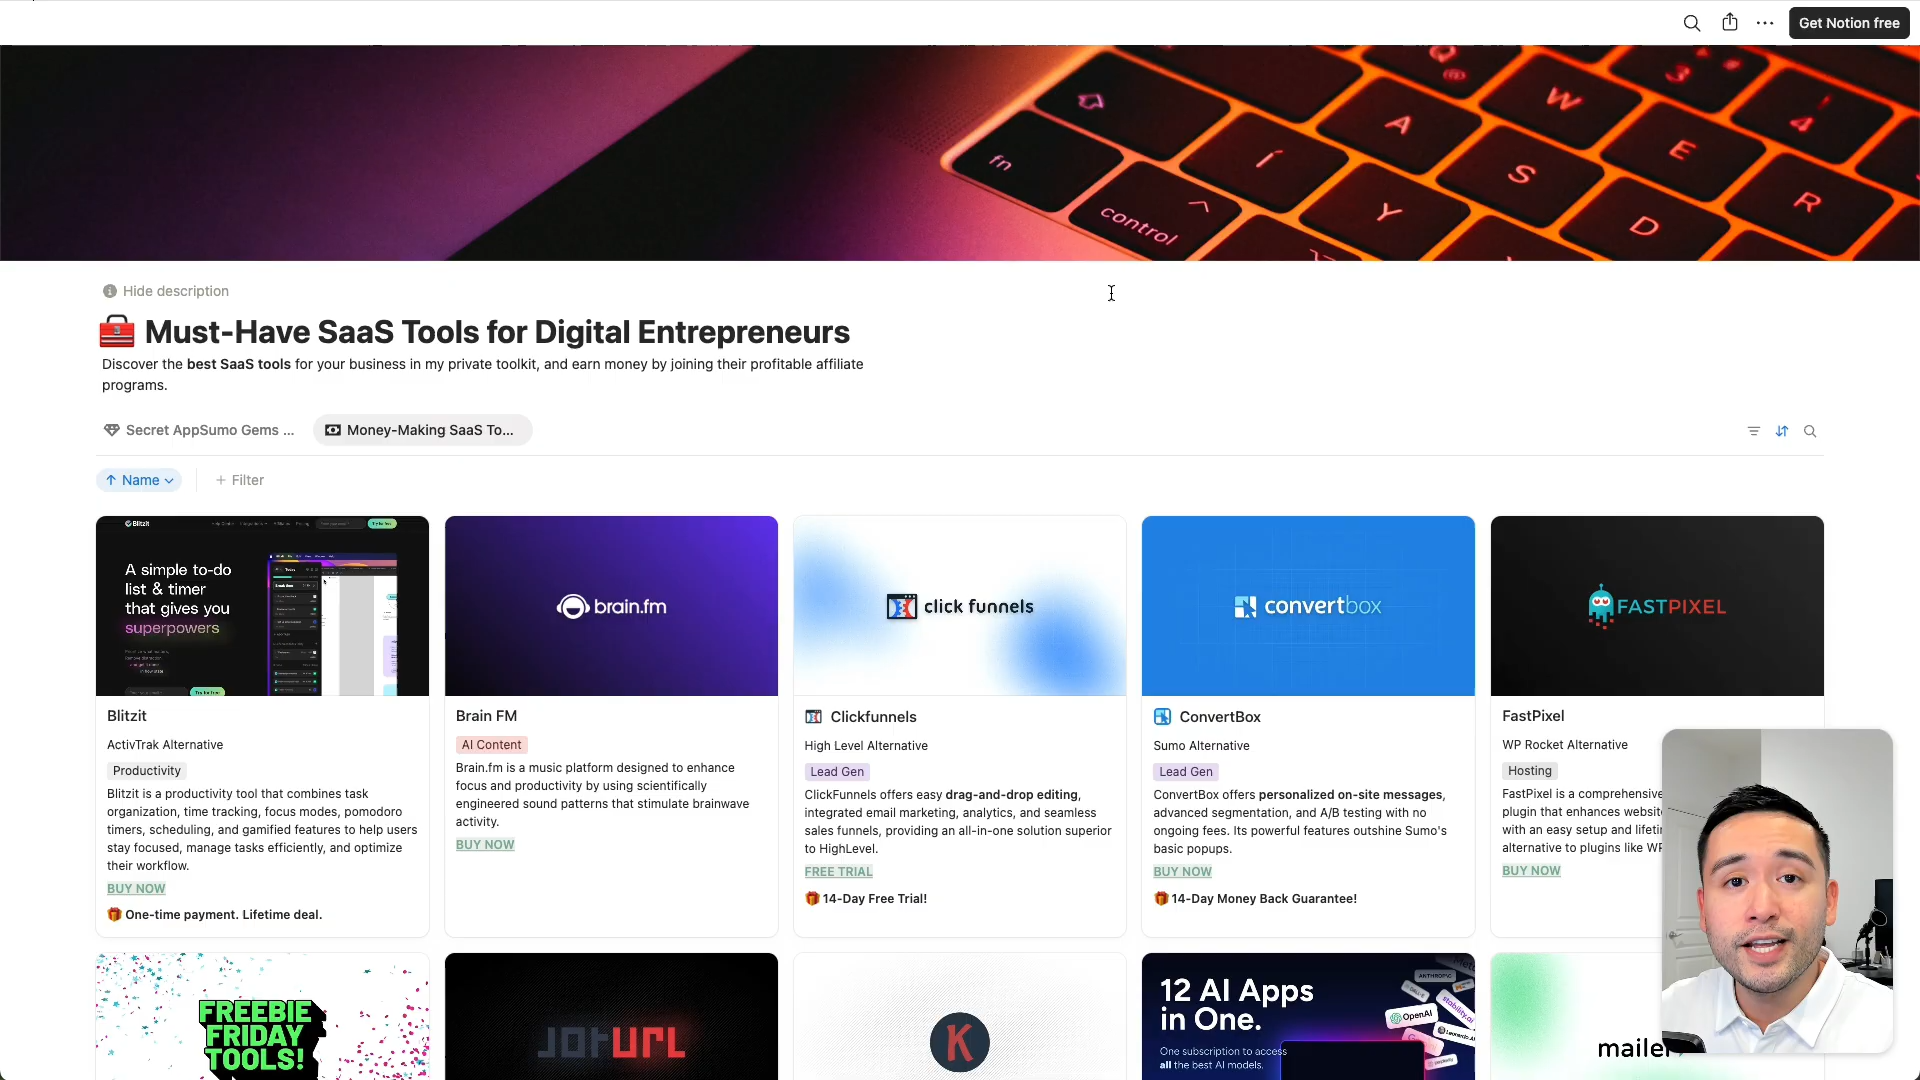 Get Notion free
fn
control
A
W
E
S
D
R
Y
Q
3
4
Hide description
Must-Have SaaS Tools for Digital Entrepreneurs
Discover the best SaaS tools for your business in my private toolkit, and earn money by joining their profitable affiliate
programs.
Secret AppSumo Gems ...
Money-Making SaaS To...
Name
Filter
Blitzit
A simple to-do
list & timer
that gives you
superpowers
Try for free
Blitzit
ActivTrak Alternative
Productivity
Blitzit is a productivity tool that combines task
organization, time tracking, focus modes, pomodoro
timers, scheduling, and gamified features to help users
stay focused, manage tasks efficiently, and optimize
their workflow.
BUY NOW
One-time payment. Lifetime deal.
brain.fm
Brain FM
AI Content
Brain.fm is a music platform designed to enhance
focus and productivity by using scientifically
engineered sound patterns that stimulate brainwave
activity.
BUY NOW
click funnels
Clickfunnels
High Level Alternative
Lead Gen
ClickFunnels offers easy drag-and-drop editing,
integrated email marketing, analytics, and seamless
sales funnels, providing an all-in-one solution superior
to HighLevel.
FREE TRIAL
14-Day Free Trial!
convertbox
ConvertBox
Sumo Alternative
Lead Gen
ConvertBox offers personalized on-site messages,
advanced segmentation, and A/B testing with no
ongoing fees. Its powerful features outshine Sumo's
basic popups.
BUY NOW
14-Day Money Back Guarantee!
FASTPIXEL
FastPixel
WP Rocket Alternative
Hosting
FastPixel is a comprehensive
plugin that enhances websit
with an easy setup and lifeti
alternative to plugins like WP
BUY NOW
FREEBIE
FRIDAY
TOOLS!
JOTURL
K
12 AI Apps
in One.
One subscription to access
all the best AI models.
ANTHROPIC
OpenAI
stability.ai
mailer